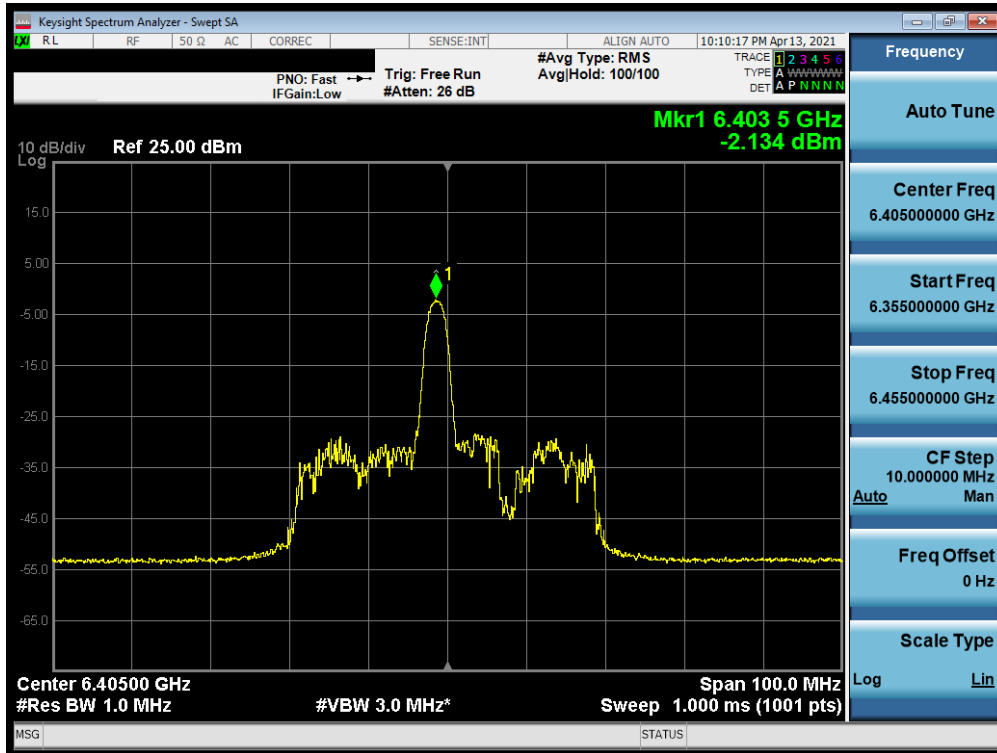 Keysight Spectrum Analyzer - Swept SA
LXI RL RF 50 Ω AC CORREC SENSE:INT ALIGN AUTO 10:10:17 PM Apr 13, 2021
PNO: Fast Trig: Free Run #Avg Type: RMS TRACE 1 2 3 4 5 6
IFGain:Low #Atten: 26 dB Avg|Hold: 100/100 TYPE A WWWWW
DET A P N N N N
Mkr1 6.403 5 GHz
-2.134 dBm
10 dB/div Ref 25.00 dBm
Log
15.0
5.00
-5.00
-15.0
-25.0
-35.0
-45.0
-55.0
-65.0
1
Center 6.40500 GHz Span 100.0 MHz
#Res BW 1.0 MHz #VBW 3.0 MHz* Sweep 1.000 ms (1001 pts)
MSG STATUS
Frequency
Auto Tune
Center Freq
6.405000000 GHz
Start Freq
6.355000000 GHz
Stop Freq
6.455000000 GHz
CF Step
10.000000 MHz
Auto Man
Freq Offset
0 Hz
Scale Type
Log Lin